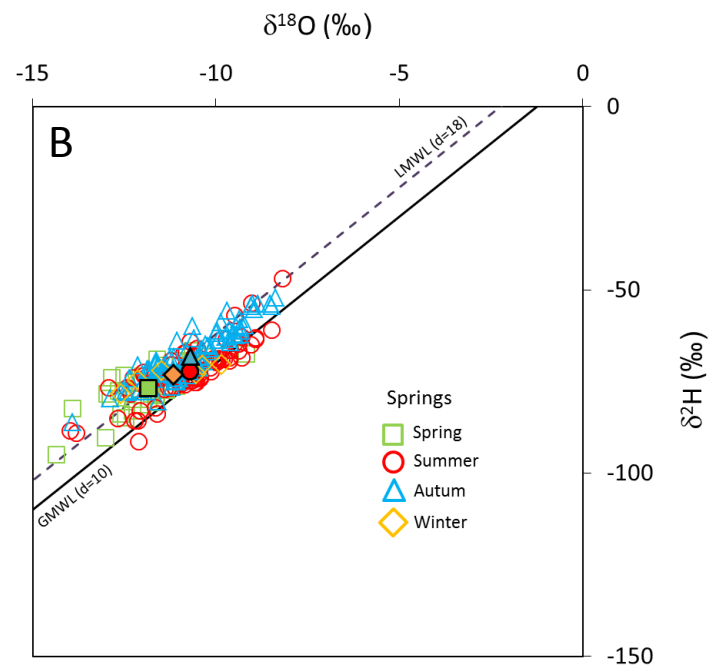 δ¹⁸O (‰)
-15 -10 -5 0
0
B
LMWL (d=18)
-50
δ²H (‰)
Springs
Spring
Summer
Autum
Winter
-100
GMWL (d=10)
-150